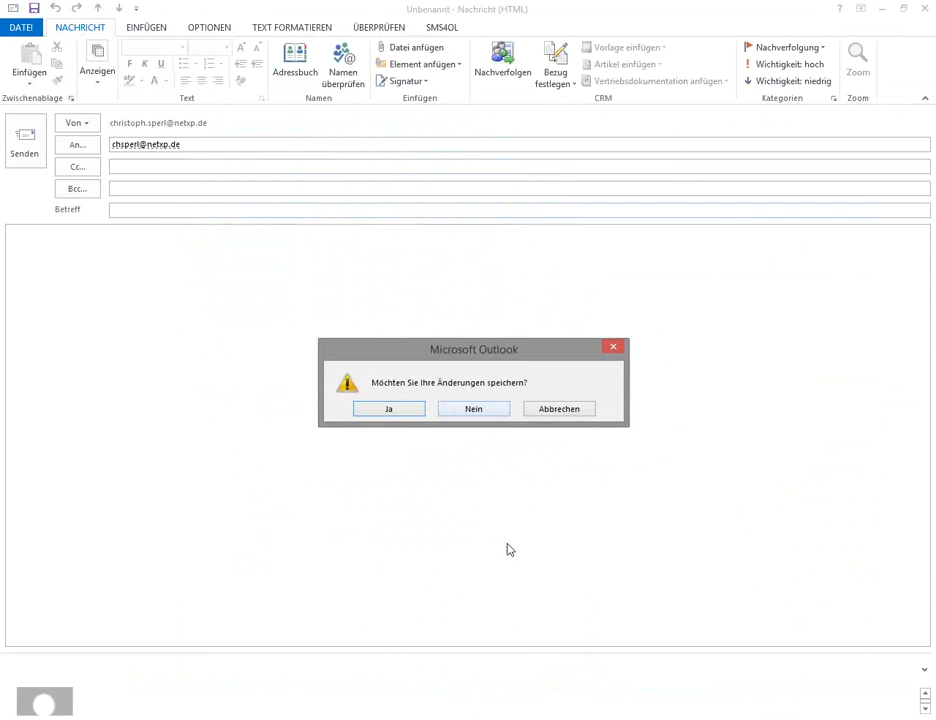 Unbenannt - Nachricht (HTML)
?
DATEI NACHRICHT EINFÜGEN OPTIONEN TEXT FORMATIEREN ÜBERPRÜFEN SMS4OL
Einfügen
Zwischenablage
Anzeigen
F K U
A A
A
Text
Adressbuch
Namen überprüfen
Namen
Datei anfügen
Element anfügen
Signatur
Einfügen
Nachverfolgen
Bezug festlegen
Vorlage einfügen
Artikel einfügen
Vertriebsdokumentation anfügen
CRM
Nachverfolgung
Wichtigkeit: hoch
Wichtigkeit: niedrig
Kategorien
Zoom
Zoom
Senden
Von christoph.sperl@netxp.de
An... chsperl@netxp.de
Cc...
Bcc...
Betreff
Microsoft Outlook
Möchten Sie Ihre Änderungen speichern?
Ja Nein Abbrechen